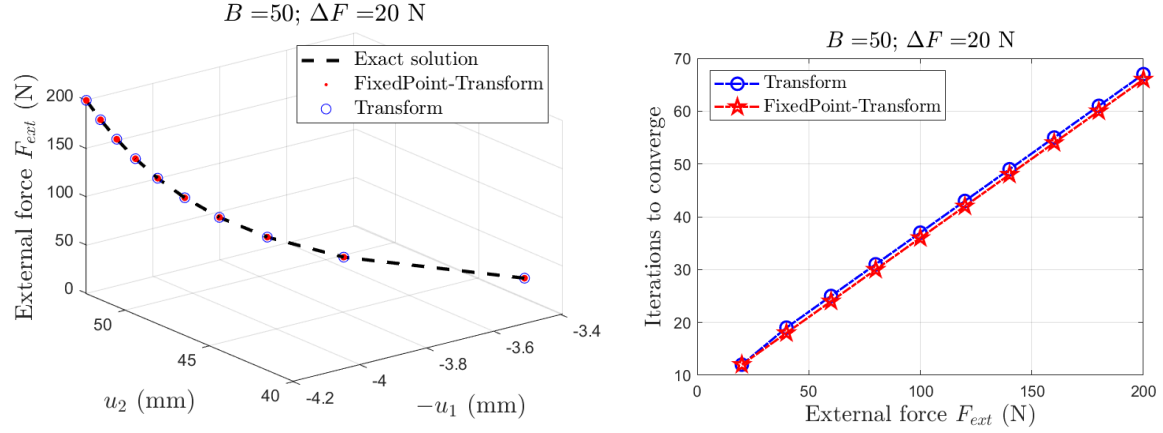 B =50; ΔF =20 N
Exact solution
FixedPoint-Transform
Transform
External force F_ext (N)
200
150
100
50
0
50
45
40
u_2 (mm)
-4.2
-4
-3.8
-3.6
-3.4
−u_1 (mm)
B =50; ΔF =20 N
Transform
FixedPoint-Transform
Iterations to converge
70
60
50
40
30
20
10
0
50
100
150
200
External force F_ext (N)